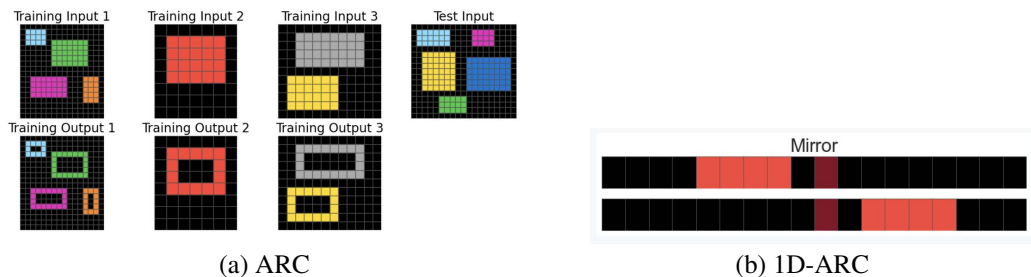 Training Input 1 Training Input 2 Training Input 3 Test Input
Training Output 1 Training Output 2 Training Output 3
Mirror
(a) ARC (b) 1D-ARC